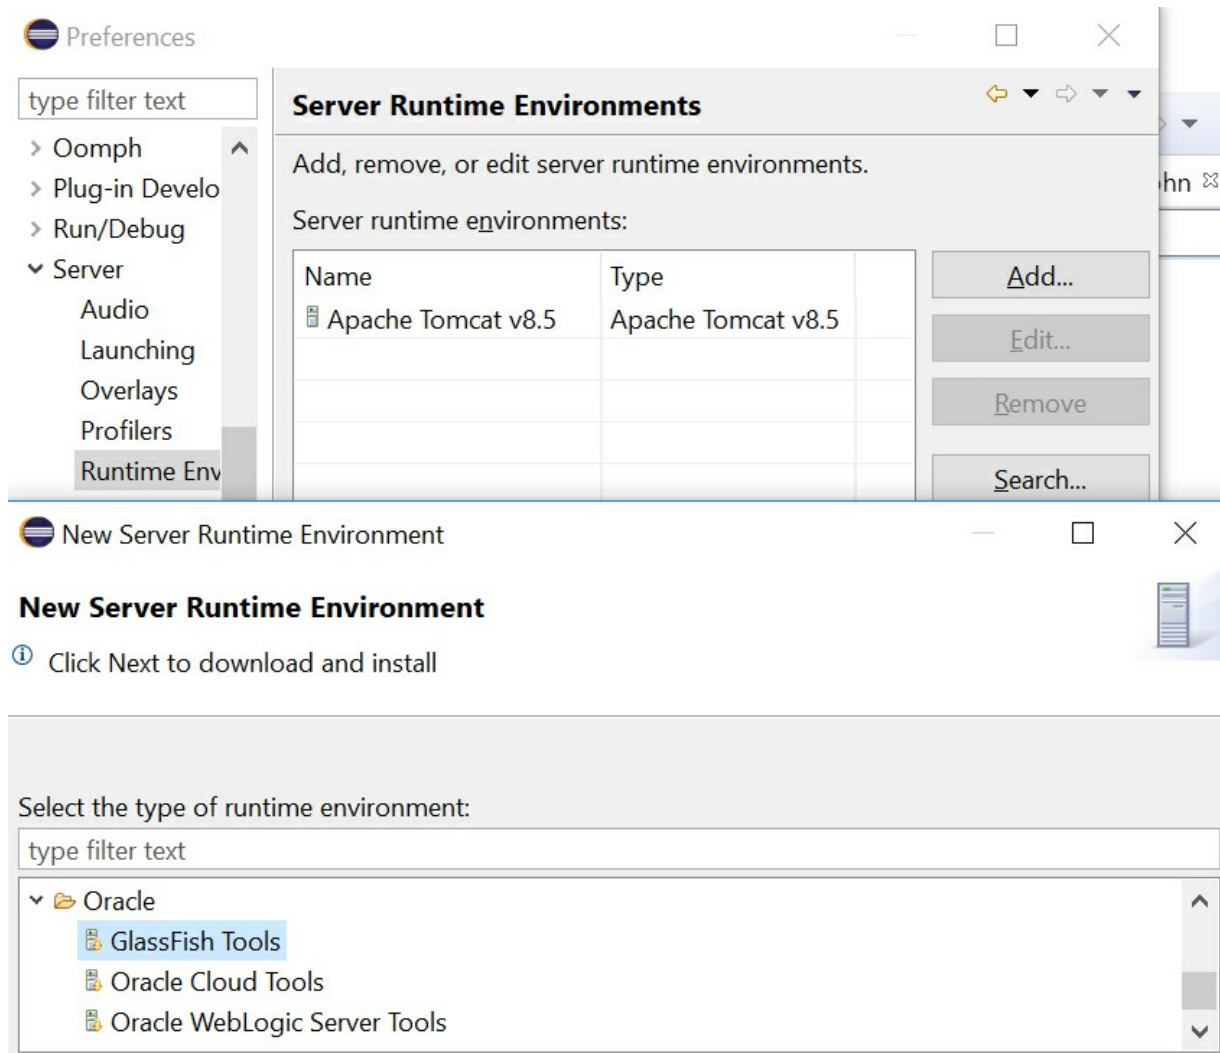 Preferences
type filter text
Oomph
Plug-in Develo
Run/Debug
Server
Audio
Launching
Overlays
Profilers
Runtime Env
Server Runtime Environments
Add, remove, or edit server runtime environments.
Server runtime environments:
Name Type
Apache Tomcat v8.5 Apache Tomcat v8.5
Add...
Edit...
Remove
Search...
hn
New Server Runtime Environment
New Server Runtime Environment
Click Next to download and install
Select the type of runtime environment:
type filter text
Oracle
GlassFish Tools
Oracle Cloud Tools
Oracle WebLogic Server Tools